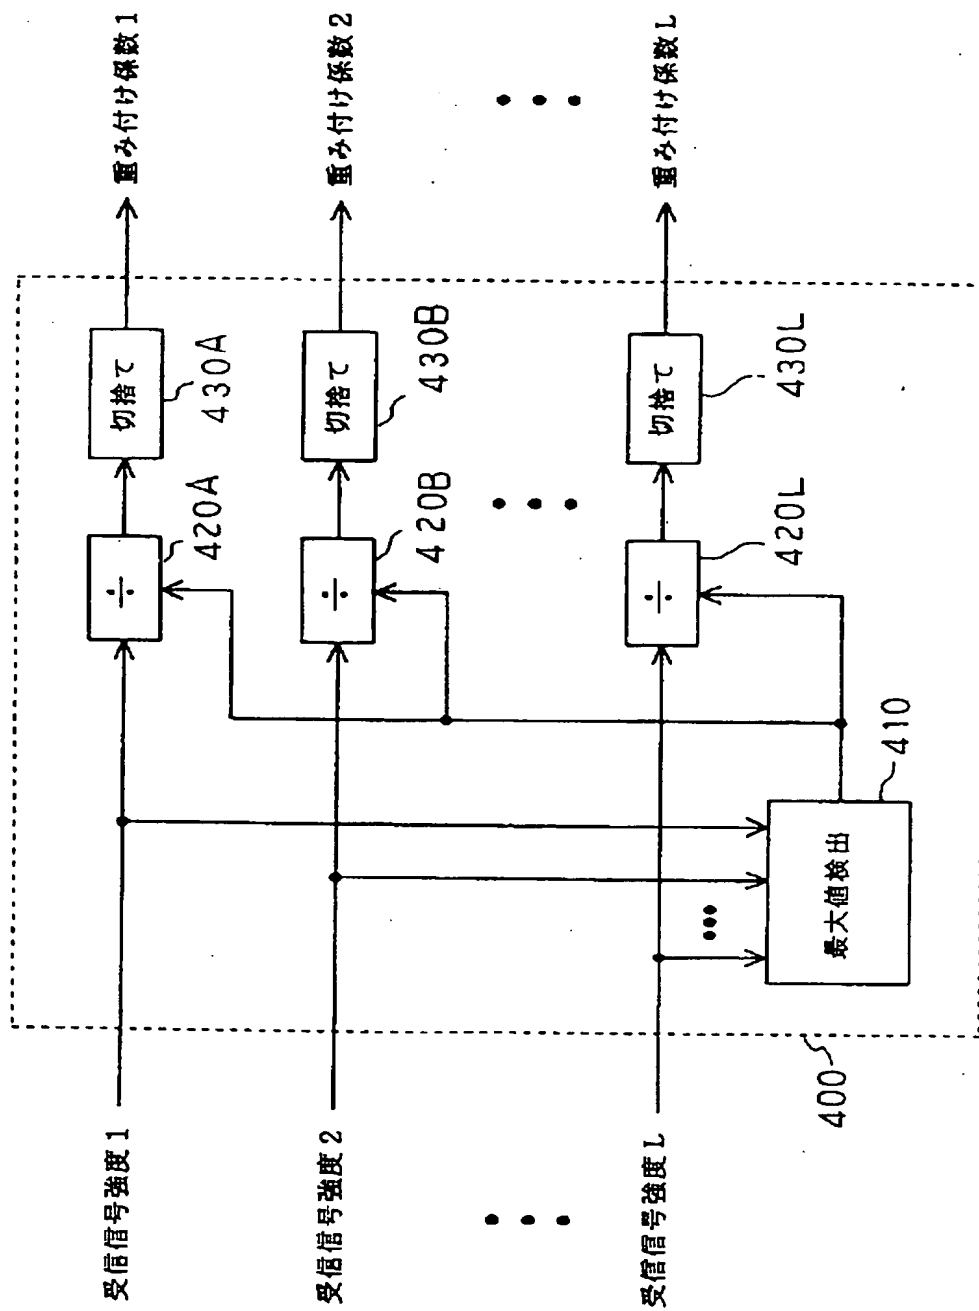 受信信号強度1
÷
420A
切捨て
430A
重み付け係数1
受信信号強度2
÷
420B
切捨て
430B
重み付け係数2
受信信号強度L
÷
420L
切捨て
430L
重み付け係数L
最大値検出
410
400